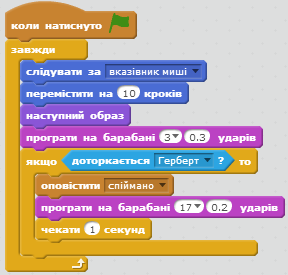 коли натиснуто
завжди
слідувати за вказівник миші
перемістити на 10 кроків
наступний образ
програти на барабані 3 0.3 ударів
якщо доторкається Герберт ? то
оповістити спіймано
програти на барабані 17 0.2 ударів
чекати 1 секунд